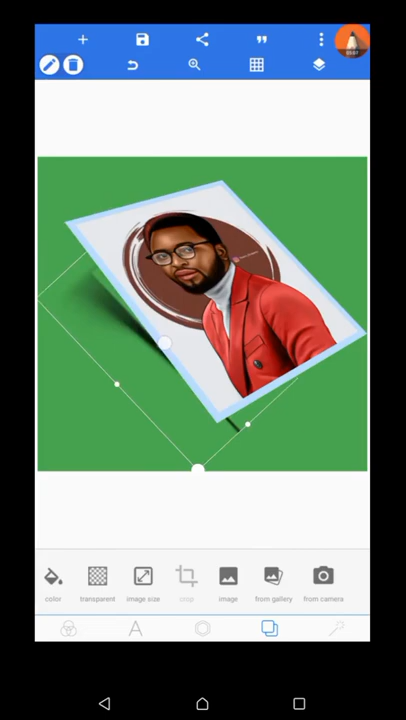 color
transparent
image size
crop
image
from gallery
from camera